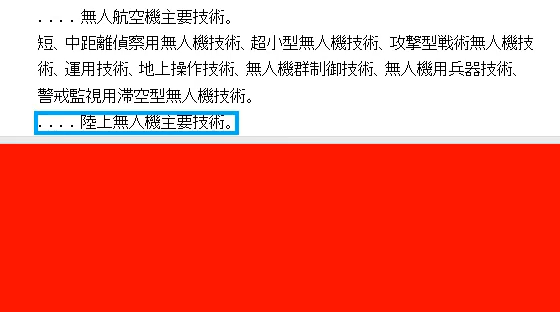 ．．．．無人航空機主要技術。
短、中距離偵察用無人機技術、超小型無人機技術、攻撃型戦術無人機技
術、運用技術、地上操作技術、無人機群制御技術、無人機用兵器技術、
警戒監視用滞空型無人機技術。
．．．．陸上無人機主要技術。